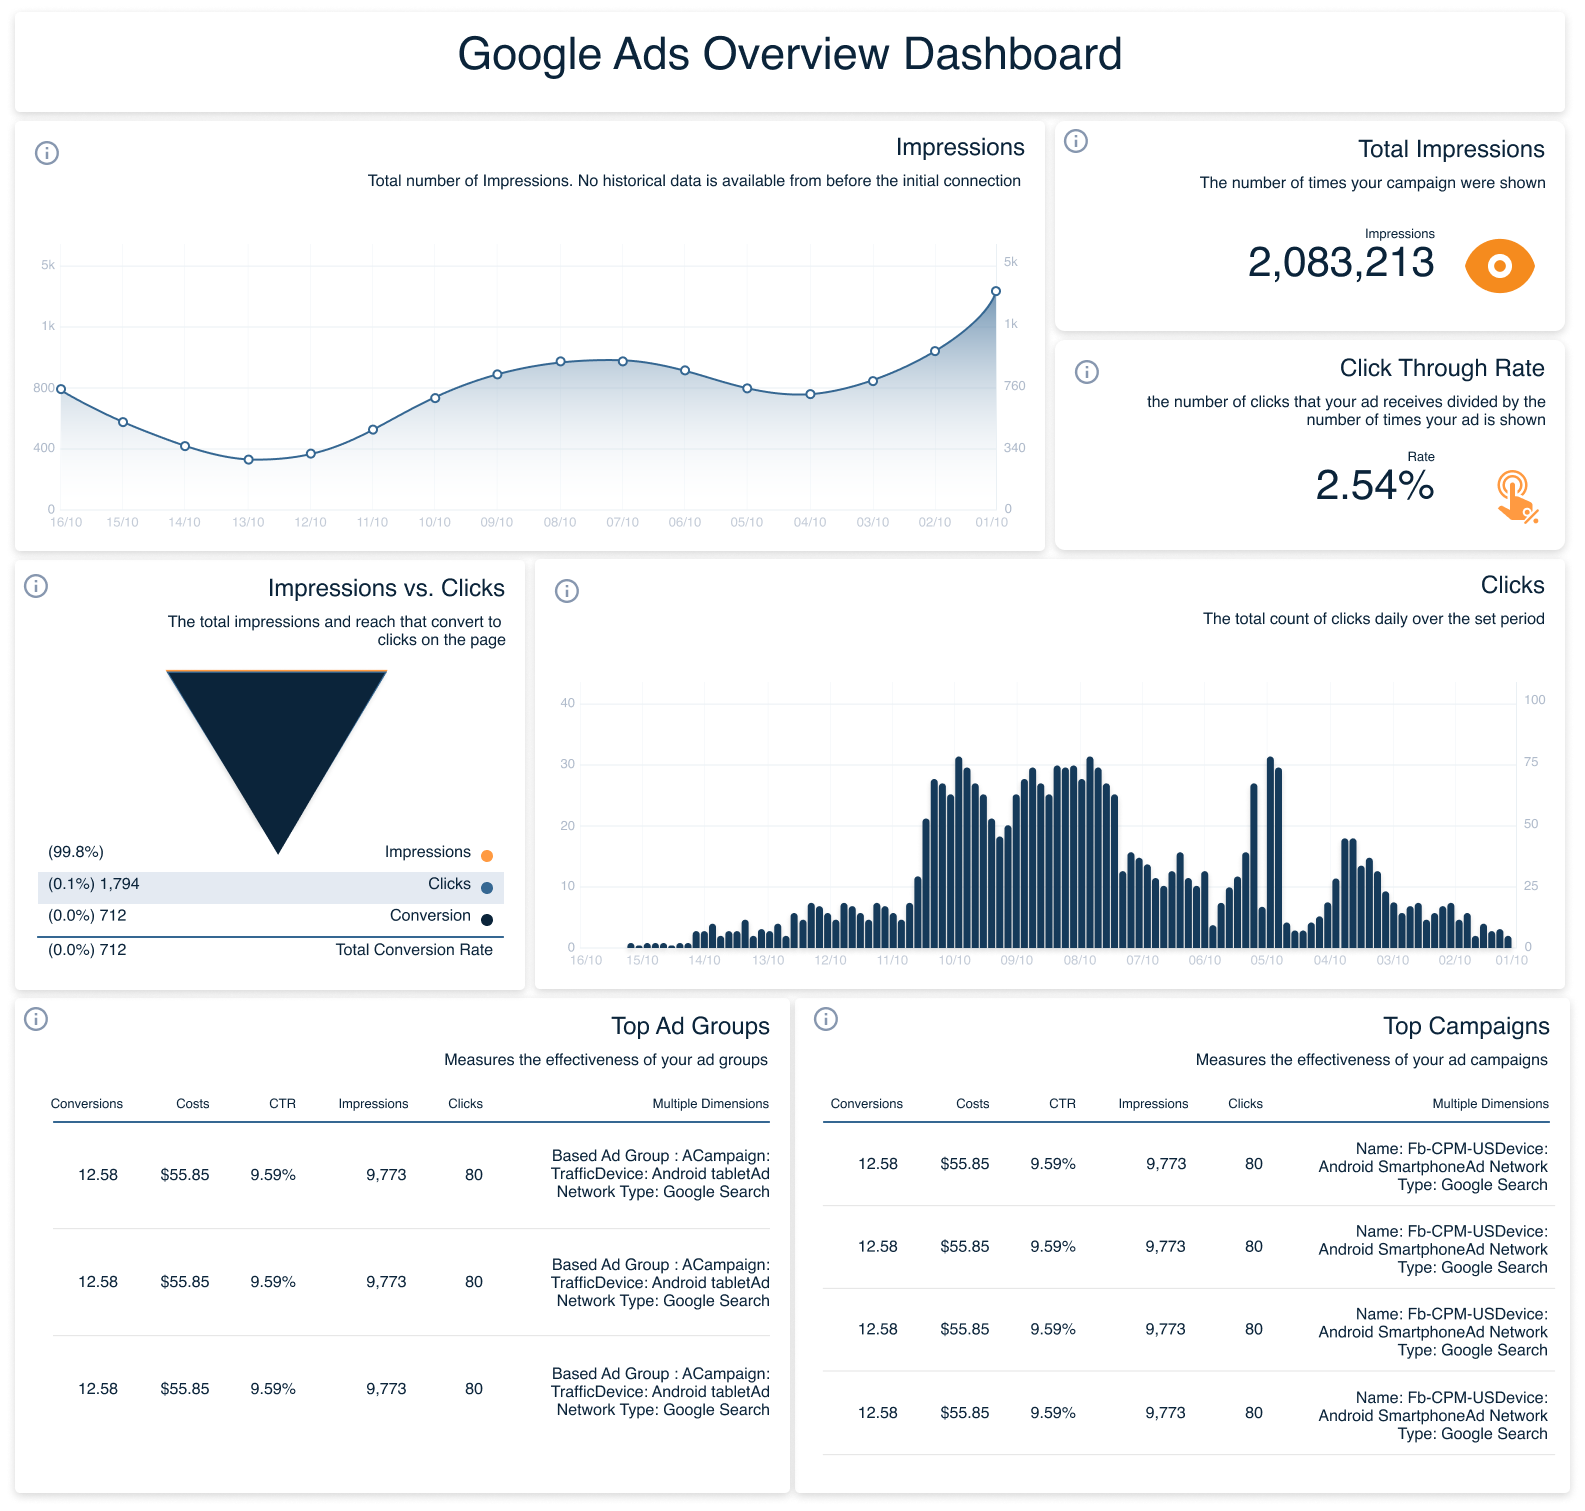 Google Ads Overview Dashboard
Impressions
Total number of Impressions. No historical data is available from before the initial connection
5k
1k
800
400
0
5k
1k
760
340
0
16/10 15/10 14/10 13/10 12/10 11/10 10/10 09/10 08/10 07/10 06/10 05/10 04/10 03/10 02/10 01/10
Total Impressions
The number of times your campaign were shown
Impressions
2,083,213
Click Through Rate
the number of clicks that your ad receives divided by the
number of times your ad is shown
Rate
2.54%
%
Impressions vs. Clicks
The total impressions and reach that convert to
clicks on the page
(99.8%) Impressions
(0.1%) 1,794 Clicks
(0.0%) 712 Conversion
(0.0%) 712 Total Conversion Rate
Clicks
The total count of clicks daily over the set period
40
30
20
10
0
100
75
50
25
0
16/10 15/10 14/10 13/10 12/10 11/10 10/10 09/10 08/10 07/10 06/10 05/10 04/10 03/10 02/10 01/10
Top Ad Groups
Measures the effectiveness of your ad groups
Conversions Costs CTR Impressions Clicks Multiple Dimensions
Based Ad Group : ACampaign:
12.58 $55.85 9.59% 9,773 80 TrafficDevice: Android tabletAd
Network Type: Google Search
Based Ad Group : ACampaign:
12.58 $55.85 9.59% 9,773 80 TrafficDevice: Android tabletAd
Network Type: Google Search
Based Ad Group : ACampaign:
12.58 $55.85 9.59% 9,773 80 TrafficDevice: Android tabletAd
Network Type: Google Search
Top Campaigns
Measures the effectiveness of your ad campaigns
Conversions Costs CTR Impressions Clicks Multiple Dimensions
Name: Fb-CPM-USDevice:
12.58 $55.85 9.59% 9,773 80 Android SmartphoneAd Network
Type: Google Search
Name: Fb-CPM-USDevice:
12.58 $55.85 9.59% 9,773 80 Android SmartphoneAd Network
Type: Google Search
Name: Fb-CPM-USDevice:
12.58 $55.85 9.59% 9,773 80 Android SmartphoneAd Network
Type: Google Search
Name: Fb-CPM-USDevice:
12.58 $55.85 9.59% 9,773 80 Android SmartphoneAd Network
Type: Google Search